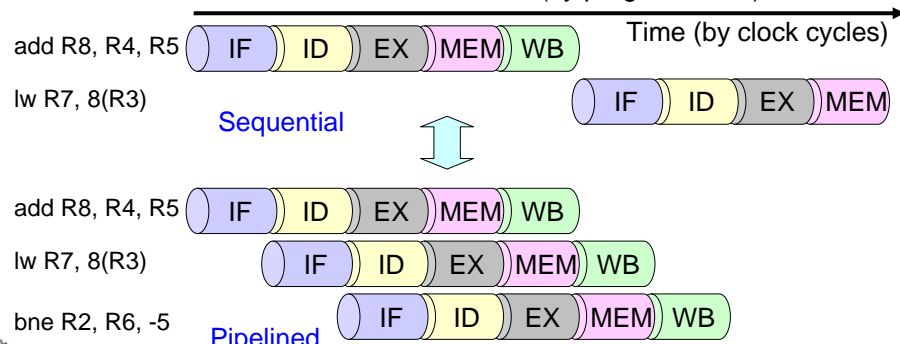 Time (by clock cycles)
add R8, R4, R5 IF ID EX MEM WB
lw R7, 8(R3) IF ID EX MEM
Sequential
add R8, R4, R5 IF ID EX MEM WB
lw R7, 8(R3) IF ID EX MEM WB
bne R2, R6, -5 IF ID EX MEM WB
Pipelined